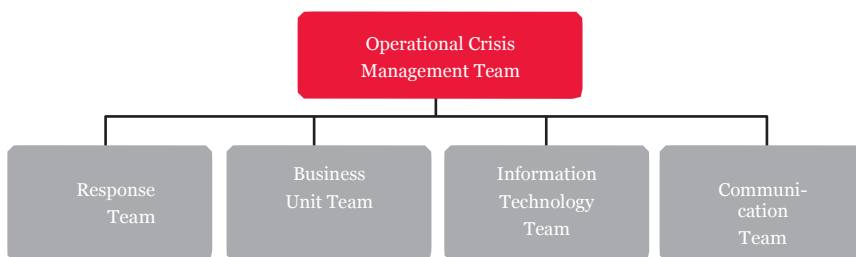 Operational Crisis
Management Team
Response
Team
Business
Unit Team
Information
Technology
Team
Communi-
cation
Team